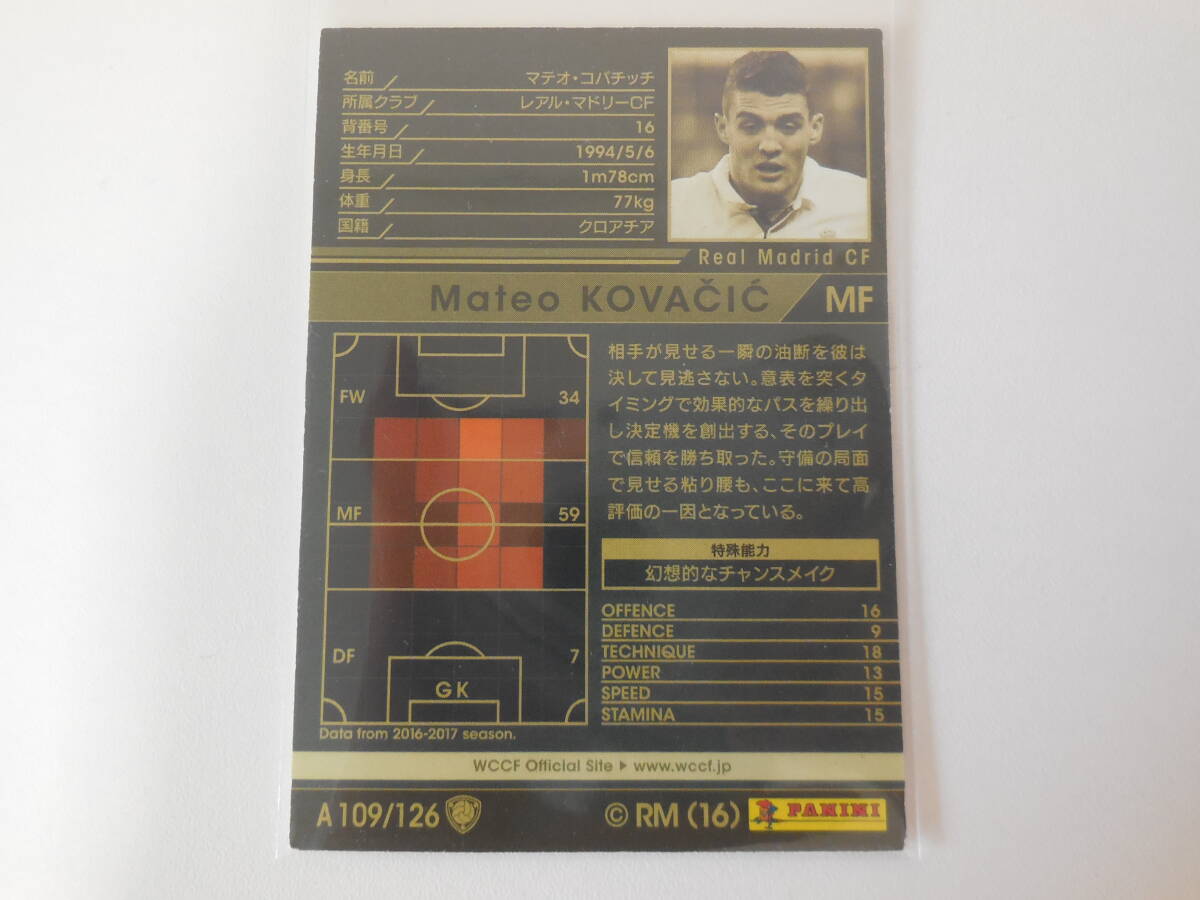 名前 マテオ・コバチッチ
所属クラブ レアル・マドリーCF
背番号 16
生年月日 1994/5/6
身長 1m78cm
体重 77kg
国籍 クロアチア
Real Madrid CF
Mateo KOVAČIĆ MF
FW 34
MF 59
DF 7
GK
Data from 2016-2017 season.
相手が見せる一瞬の油断を彼は
決して見逃さない。意表を突くタ
イミングで効果的なパスを繰り出
し決定機を創出する、そのプレイ
で信頼を勝ち取った。守備の局面
で見せる粘り腰も、ここに来て高
評価の一因となっている。
特殊能力
幻想的なチャンスメイク
OFFENCE 16
DEFENCE 9
TECHNIQUE 18
POWER 13
SPEED 15
STAMINA 15
WCCF Official Site ▶ www.wccf.jp
A 109/126
© RM (16) PANINI